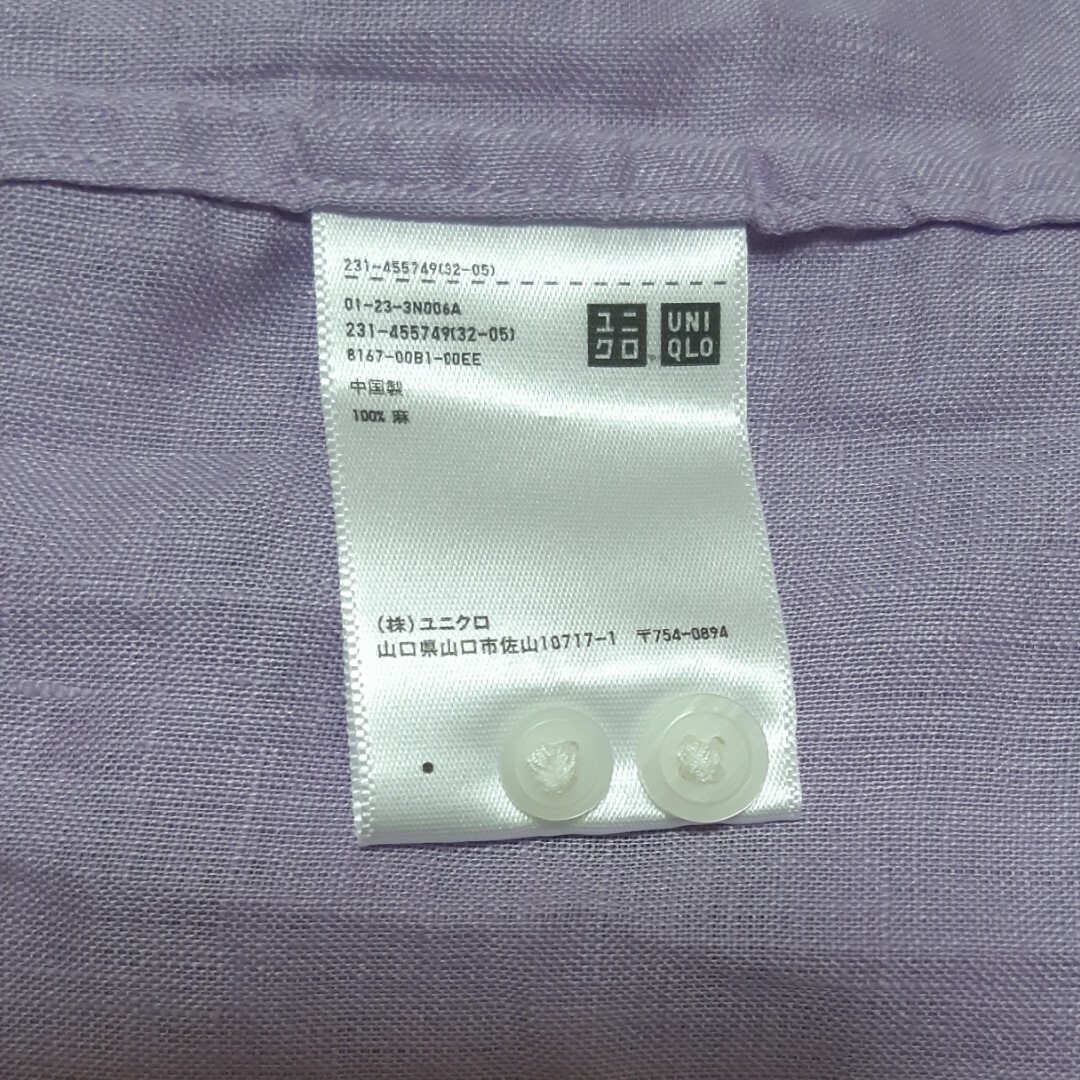 231-455749(32-05)
01-23-3N006A
231-455749(32-05)
8167-00B1-00EE
中国製
100% 麻
ユニ
クロ
UNI
QLO
(株)ユニクロ
山口県山口市佐山10717-1 〒754-0894